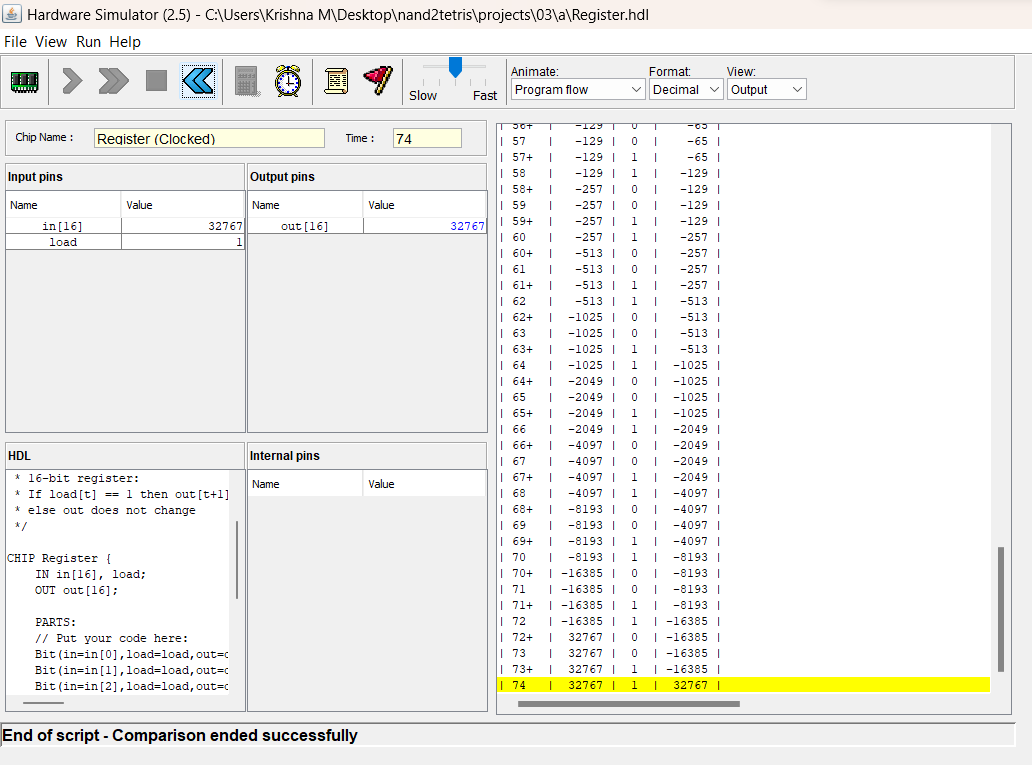 Hardware Simulator (2.5) - C:\Users\Krishna M\Desktop\nand2tetris\projects\03\a\Register.hdl
File View Run Help
Slow Fast
Animate: Format: View:
Program flow Decimal Output
Chip Name : Register (Clocked) Time : 74
Input pins
Name Value
in[16] 32767
load 1
Output pins
Name Value
out[16] 32767
HDL
* 16-bit register:
* If load[t] == 1 then out[t+1]
* else out does not change
*/
CHIP Register {
IN in[16], load;
OUT out[16];
PARTS:
// Put your code here:
Bit(in=in[0],load=load,out=
Bit(in=in[1],load=load,out=
Bit(in=in[2],load=load,out=
Internal pins
Name Value
| 56+ | -129 | 0 | -65 |
| 57 | -129 | 0 | -65 |
| 57+ | -129 | 1 | -65 |
| 58 | -129 | 1 | -129 |
| 58+ | -257 | 0 | -129 |
| 59 | -257 | 0 | -129 |
| 59+ | -257 | 1 | -129 |
| 60 | -257 | 1 | -257 |
| 60+ | -513 | 0 | -257 |
| 61 | -513 | 0 | -257 |
| 61+ | -513 | 1 | -257 |
| 62 | -513 | 1 | -513 |
| 62+ | -1025 | 0 | -513 |
| 63 | -1025 | 0 | -513 |
| 63+ | -1025 | 1 | -513 |
| 64 | -1025 | 1 | -1025 |
| 64+ | -2049 | 0 | -1025 |
| 65 | -2049 | 0 | -1025 |
| 65+ | -2049 | 1 | -1025 |
| 66 | -2049 | 1 | -2049 |
| 66+ | -4097 | 0 | -2049 |
| 67 | -4097 | 0 | -2049 |
| 67+ | -4097 | 1 | -2049 |
| 68 | -4097 | 1 | -4097 |
| 68+ | -8193 | 0 | -4097 |
| 69 | -8193 | 0 | -4097 |
| 69+ | -8193 | 1 | -4097 |
| 70 | -8193 | 1 | -8193 |
| 70+ | -16385 | 0 | -8193 |
| 71 | -16385 | 0 | -8193 |
| 71+ | -16385 | 1 | -8193 |
| 72 | -16385 | 1 | -16385 |
| 72+ | 32767 | 0 | -16385 |
| 73 | 32767 | 0 | -16385 |
| 73+ | 32767 | 1 | -16385 |
| 74 | 32767 | 1 | 32767 |
End of script - Comparison ended successfully